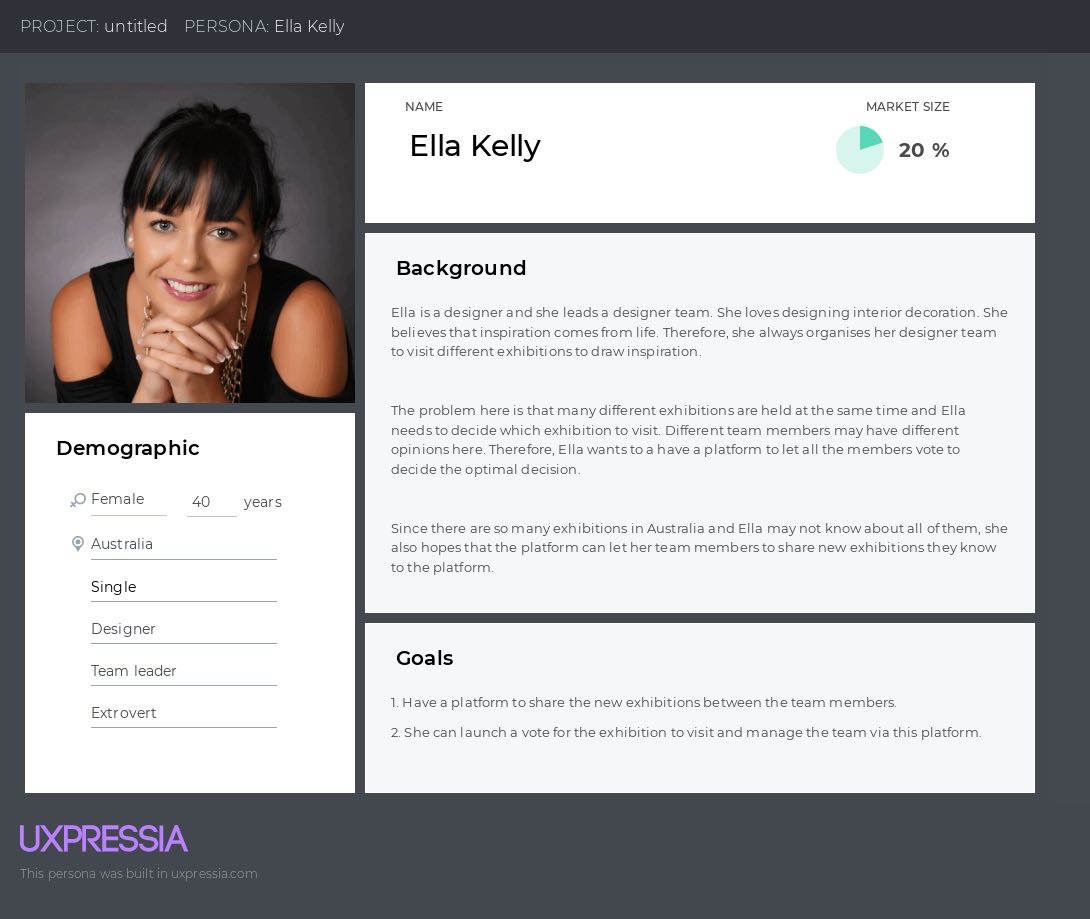 PROJECT: untitled PERSONA: Ella Kelly
NAME
Ella Kelly
MARKET SIZE
20 %
Background
Ella is a designer and she leads a designer team. She loves designing interior decoration. She
believes that inspiration comes from life. Therefore, she always organises her designer team
to visit different exhibitions to draw inspiration.
The problem here is that many different exhibitions are held at the same time and Ella
needs to decide which exhibition to visit. Different team members may have different
opinions here. Therefore, Ella wants to a have a platform to let all the members vote to
decide the optimal decision.
Since there are so many exhibitions in Australia and Ella may not know about all of them, she
also hopes that the platform can let her team members to share new exhibitions they know
to the platform.
Demographic
Female 40 years
Australia
Single
Designer
Team leader
Extrovert
Goals
1. Have a platform to share the new exhibitions between the team members.
2. She can launch a vote for the exhibition to visit and manage the team via this platform.
UXPRESSIA
This persona was built in uxpressia.com